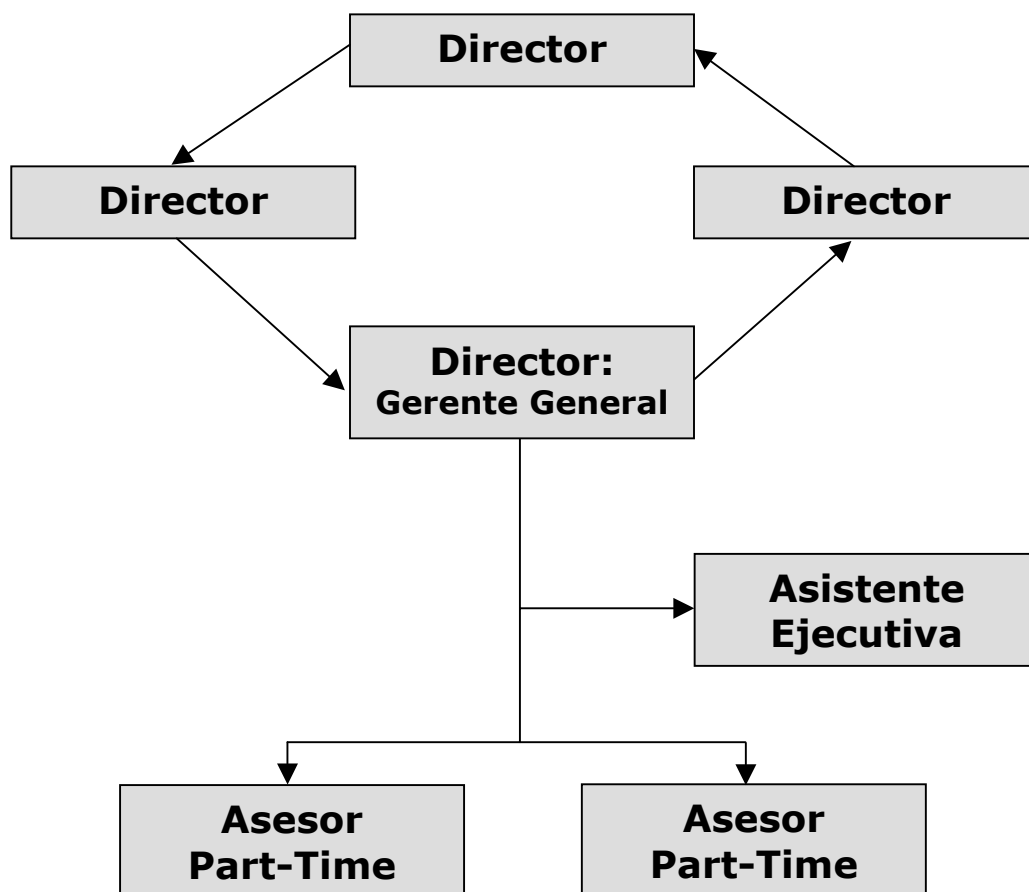 Director
Director
Director
Director:
Gerente General
Asistente
Ejecutiva
Asesor
Part-Time
Asesor
Part-Time